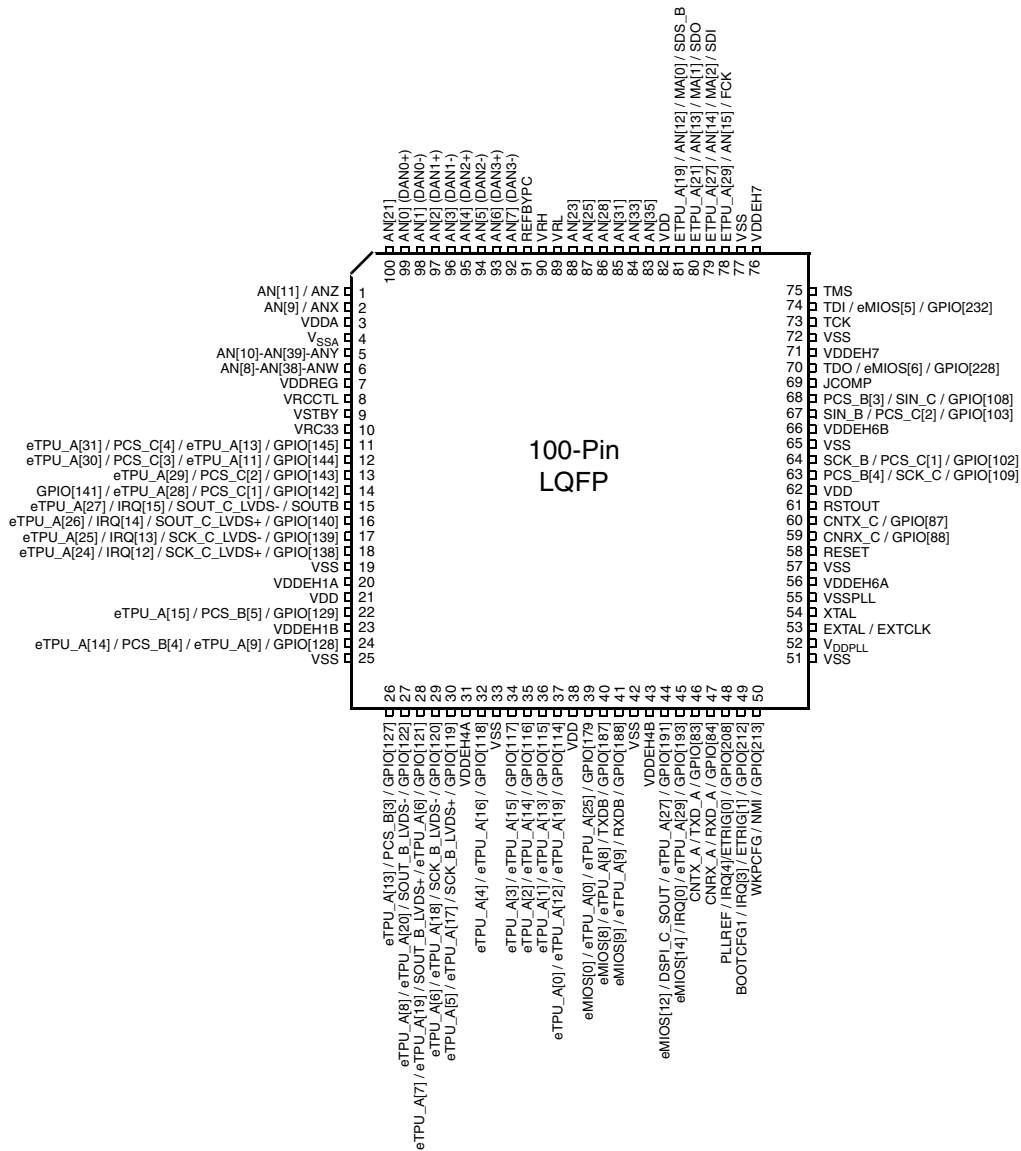 ETPU_A[19] / AN[12] / MA[0] / SDS_B
ETPU_A[21] / AN[13] / MA[1] / SDO
ETPU_A[27] / AN[14] / MA[2] / SDI
ETPU_A[29] / AN[15] / FCK
AN[21]
AN[0] (DAN0+)
AN[1] (DAN0-)
AN[2] (DAN1+)
AN[3] (DAN1-)
AN[4] (DAN2+)
AN[5] (DAN2-)
AN[6] (DAN3+)
AN[7] (DAN3-)
REFBYPC
VRH
VRL
AN[23]
AN[25]
AN[28]
AN[31]
AN[33]
AN[35]
VDD
VSS
VDDEH7
100
99
98
97
96
95
94
93
92
91
90
89
88
87
86
85
84
83
82
81
80
79
78
77
76
AN[11] / ANZ 1
AN[9] / ANX 2
VDDA 3
VSSA 4
AN[10]-AN[39]-ANY 5
AN[8]-AN[38]-ANW 6
VDDREG 7
VRCCTL 8
VSTBY 9
VRC33 10
eTPU_A[31] / PCS_C[4] / eTPU_A[13] / GPIO[145] 11
eTPU_A[30] / PCS_C[3] / eTPU_A[11] / GPIO[144] 12
eTPU_A[29] / PCS_C[2] / GPIO[143] 13
GPIO[141] / eTPU_A[28] / PCS_C[1] / GPIO[142] 14
eTPU_A[27] / IRQ[15] / SOUT_C_LVDS- / SOUTB 15
eTPU_A[26] / IRQ[14] / SOUT_C_LVDS+ / GPIO[140] 16
eTPU_A[25] / IRQ[13] / SCK_C_LVDS- / GPIO[139] 17
eTPU_A[24] / IRQ[12] / SCK_C_LVDS+ / GPIO[138] 18
VSS 19
VDDEH1A 20
VDD 21
eTPU_A[15] / PCS_B[5] / GPIO[129] 22
VDDEH1B 23
eTPU_A[14] / PCS_B[4] / eTPU_A[9] / GPIO[128] 24
VSS 25
100-Pin
LQFP
75 TMS
74 TDI / eMIOS[5] / GPIO[232]
73 TCK
72 VSS
71 VDDEH7
70 TDO / eMIOS[6] / GPIO[228]
69 JCOMP
68 PCS_B[3] / SIN_C / GPIO[108]
67 SIN_B / PCS_C[2] / GPIO[103]
66 VDDEH6B
65 VSS
64 SCK_B / PCS_C[1] / GPIO[102]
63 PCS_B[4] / SCK_C / GPIO[109]
62 VDD
61 RSTOUT
60 CNTX_C / GPIO[87]
59 CNRX_C / GPIO[88]
58 RESET
57 VSS
56 VDDEH6A
55 VSSPLL
54 XTAL
53 EXTAL / EXTCLK
52 VDDPLL
51 VSS
26
27
28
29
30
31
32
33
34
35
36
37
38
39
40
41
42
43
44
45
46
47
48
49
50
eTPU_A[13] / PCS_B[3] / GPIO[127]
eTPU_A[8] / eTPU_A[20] / SOUT_B_LVDS- / GPIO[122]
eTPU_A[7] / eTPU_A[19] / SOUT_B_LVDS+ / eTPU_A[6] / GPIO[121]
eTPU_A[6] / eTPU_A[18] / SCK_B_LVDS- / GPIO[120]
eTPU_A[5] / eTPU_A[17] / SCK_B_LVDS+ / GPIO[119]
VDDEH4A
eTPU_A[4] / eTPU_A[16] / GPIO[118]
VSS
eTPU_A[3] / eTPU_A[15] / GPIO[117]
eTPU_A[2] / eTPU_A[14] / GPIO[116]
eTPU_A[1] / eTPU_A[13] / GPIO[115]
eTPU_A[0] / eTPU_A[12] / eTPU_A[19] / GPIO[114]
VDD
eMIOS[0] / eTPU_A[0] / eTPU_A[25] / GPIO[179
eMIOS[8] / eTPU_A[8] / TXDB / GPIO[187]
eMIOS[9] / eTPU_A[9] / RXDB / GPIO[188]
VSS
VDDEH4B
eMIOS[12] / DSPI_C_SOUT / eTPU_A[27] / GPIO[191]
eMIOS[14] / IRQ[0] / eTPU_A[29] / GPIO[193]
CNTX_A / TXD_A / GPIO[83]
CNRX_A / RXD_A / GPIO[84]
PLLREF / IRQ[4]/ETRIG[0] / GPIO[208]
BOOTCFG1 / IRQ[3] / ETRIG[1] / GPIO[212]
WKPCFG / NMI / GPIO[213]